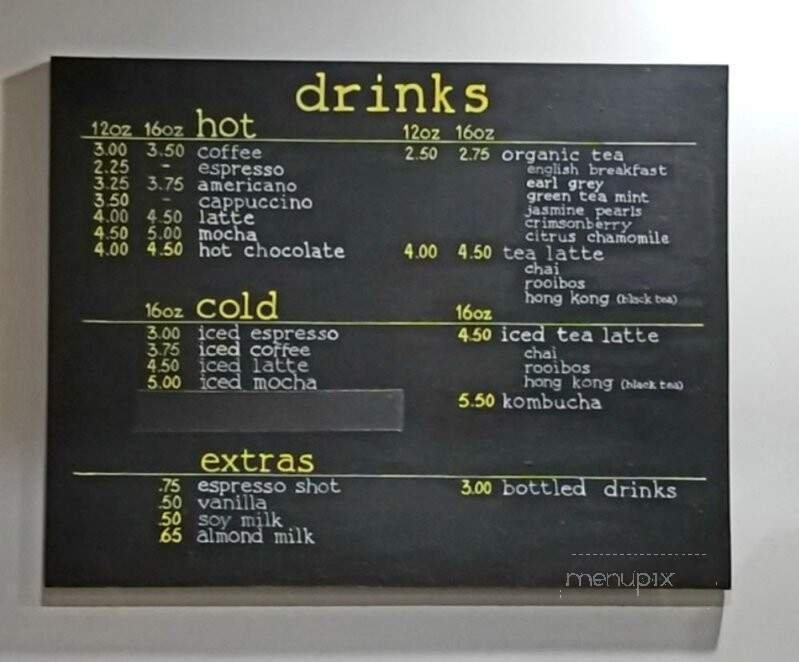 drinks
12oz 16oz hot
3.00 3.50 coffee
2.25 - espresso
3.25 3.75 americano
3.50 - cappuccino
4.00 4.50 latte
4.50 5.00 mocha
4.00 4.50 hot chocolate
12oz 16oz
2.50 2.75 organic tea
english breakfast
earl grey
green tea mint
jasmine pearls
crimsonberry
citrus chamomile
4.00 4.50 tea latte
chai
rooibos
hong kong (black tea)
16oz cold
3.00 iced espresso
3.75 iced coffee
4.50 iced latte
5.00 iced mocha
16oz
4.50 iced tea latte
chai
rooibos
hong kong (black tea)
5.50 kombucha
extras
.75 espresso shot
.50 vanilla
.50 soy milk
.65 almond milk
3.00 bottled drinks
menupix